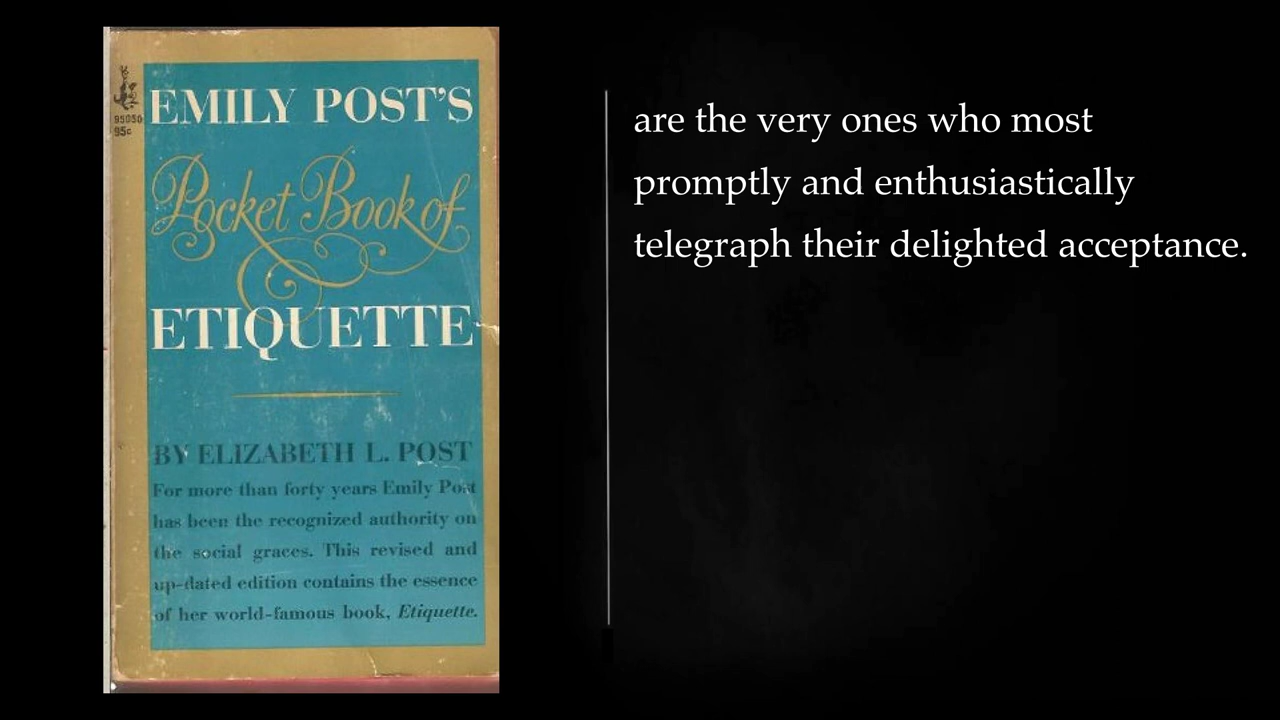 95050
95c
EMILY POST'S
Pocket Book of
ETIQUETTE
BY ELIZABETH L. POST
For more than forty years Emily Post
has been the recognized authority on
the social graces. This revised and
up-dated edition contains the essence
of her world-famous book, Etiquette.
are the very ones who most
promptly and enthusiastically
telegraph their delighted acceptance.